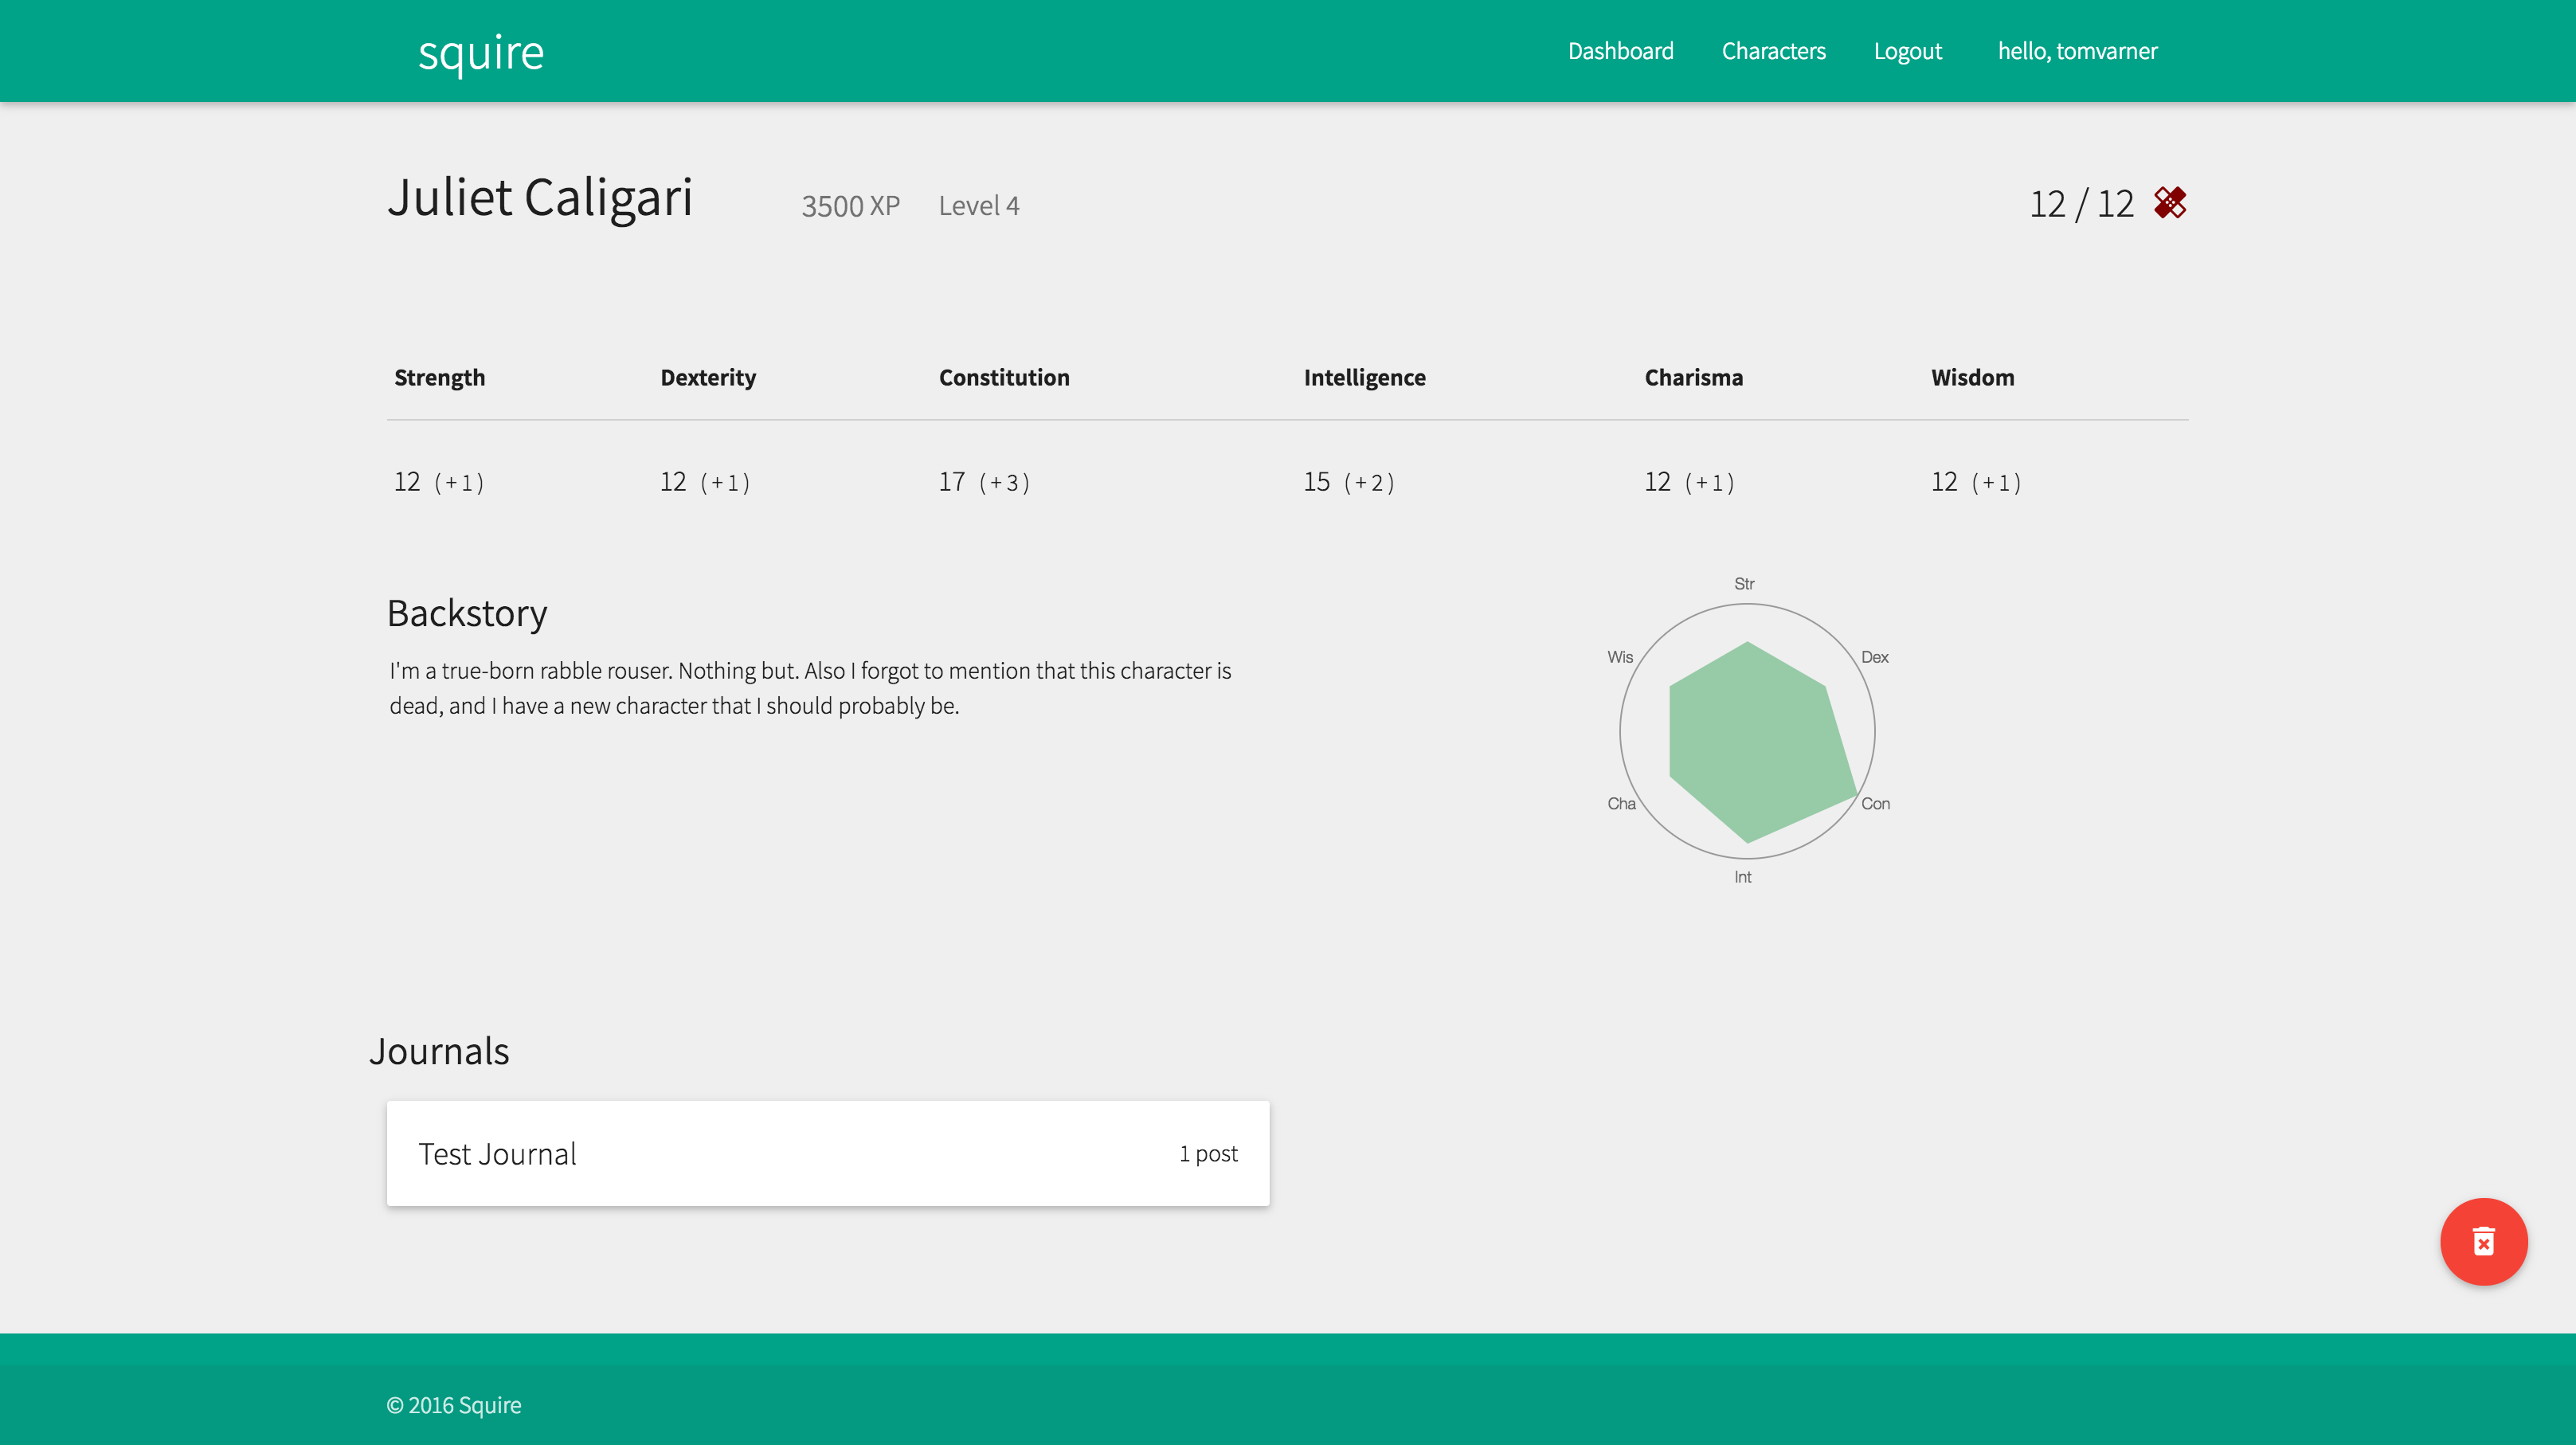 squire
Dashboard Characters Logout hello, tomvarner
Juliet Caligari 3500 XP Level 4 12 / 12
Strength Dexterity Constitution Intelligence Charisma Wisdom
12 ( + 1 ) 12 ( + 1 ) 17 ( + 3 ) 15 ( + 2 ) 12 ( + 1 ) 12 ( + 1 )
Backstory
I'm a true-born rabble rouser. Nothing but. Also I forgot to mention that this character is
dead, and I have a new character that I should probably be.
Str
Wis Dex
Cha Con
Int
Journals
Test Journal 1 post
© 2016 Squire